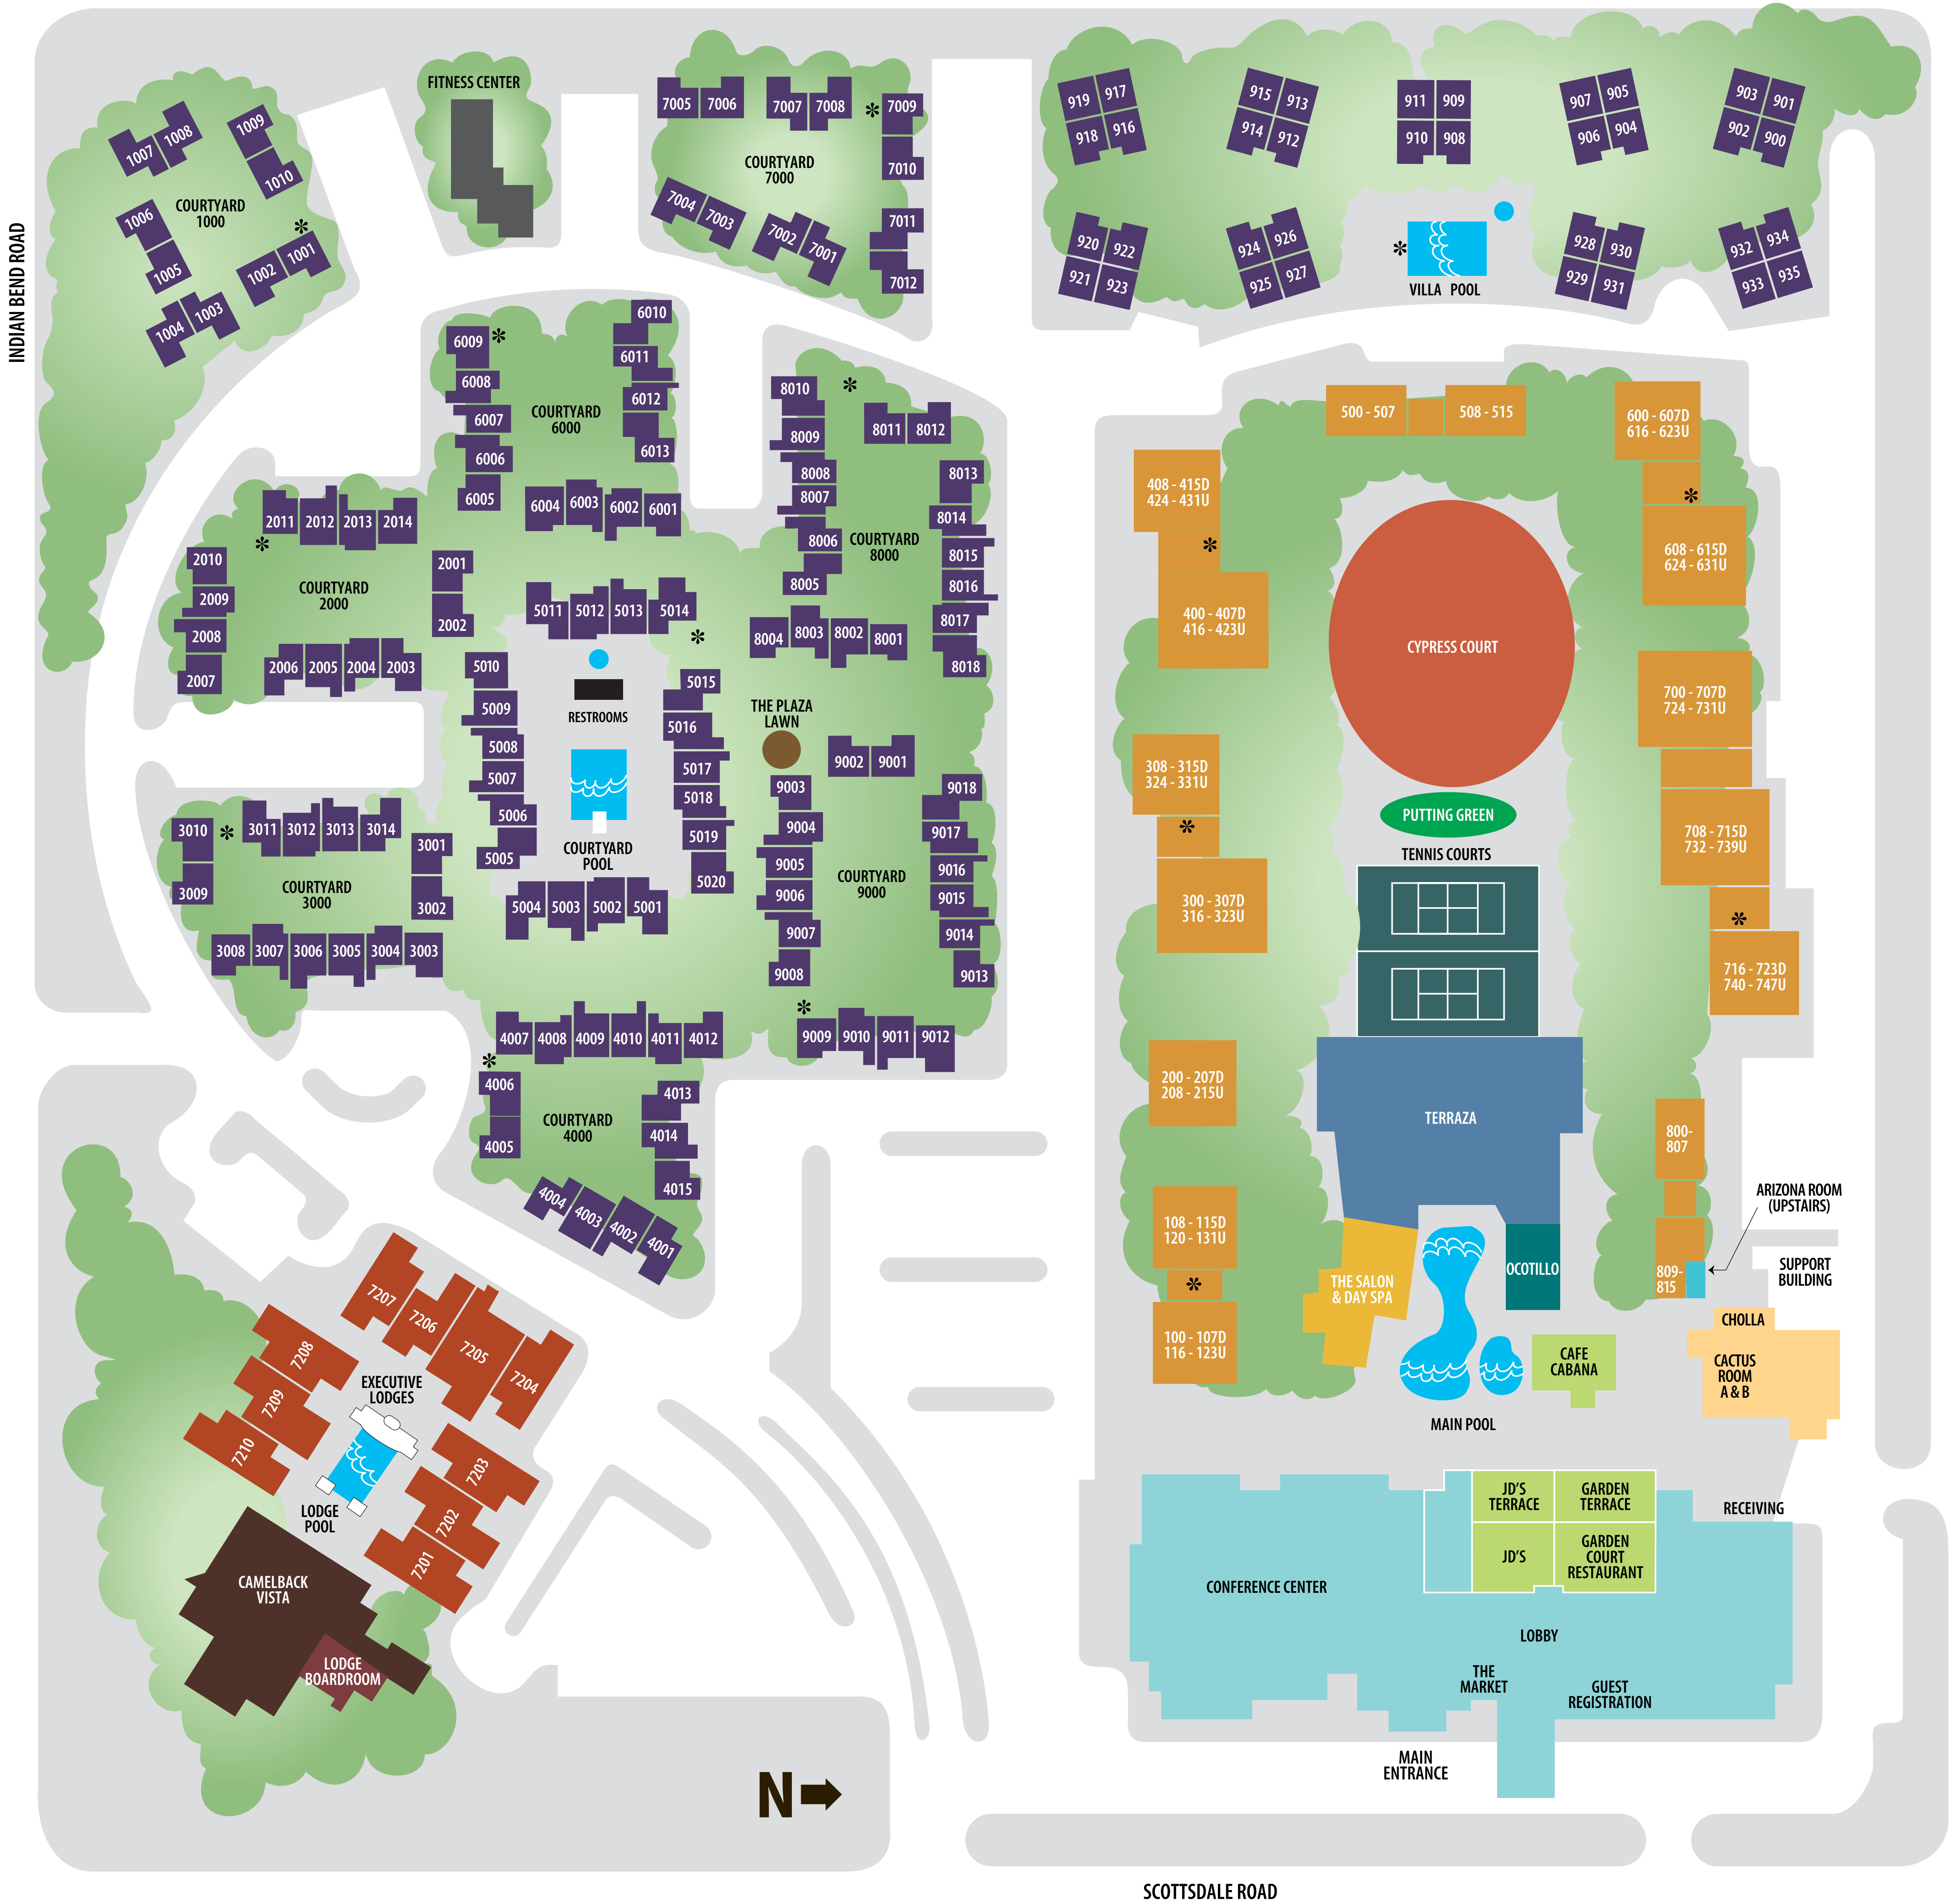 INDIAN BEND ROAD
FITNESS CENTER
1007
1008
1009
1010
COURTYARD
1000
1006
1005
1004
1003
1002
1001
*
7005
7006
7007
7008
*
7009
7010
COURTYARD
7000
7004
7003
7002
7001
7011
7012
919
917
918
916
915
913
914
912
911
909
910
908
907
905
906
904
903
901
902
900
920
922
921
923
924
926
925
927
*
VILLA POOL
928
930
929
931
932
934
933
935
6009
*
6008
6007
6006
6005
COURTYARD
6000
6010
6011
6012
6013
6004
6003
6002
6001
8010
*
8009
8008
8007
8006
8005
8011
8012
8013
8014
8015
8016
8017
8018
COURTYARD
8000
8004
8003
8002
8001
2011
2012
2013
2014
*
2010
2009
2008
2007
COURTYARD
2000
2001
2002
2006
2005
2004
2003
5011
5012
5013
5014
*
5010
5009
5008
5007
5006
5005
RESTROOMS
COURTYARD
POOL
5015
5016
5017
5018
5019
5020
5004
5003
5002
5001
THE PLAZA
LAWN
9002
9001
9003
9004
9005
9006
9007
9008
COURTYARD
9000
9018
9017
9016
9015
9014
9013
*
9009
9010
9011
9012
3010
*
3009
3011
3012
3013
3014
3001
3002
COURTYARD
3000
3008
3007
3006
3005
3004
3003
4007
4008
4009
4010
4011
4012
*
4006
4005
COURTYARD
4000
4013
4014
4015
4004
4003
4002
4001
500 - 507
508 - 515
600 - 607D
616 - 623U
*
608 - 615D
624 - 631U
408 - 415D
424 - 431U
*
400 - 407D
416 - 423U
CYPRESS COURT
700 - 707D
724 - 731U
308 - 315D
324 - 331U
*
300 - 307D
316 - 323U
PUTTING GREEN
TENNIS COURTS
708 - 715D
732 - 739U
*
716 - 723D
740 - 747U
200 - 207D
208 - 215U
TERRAZA
800-
807
ARIZONA ROOM
(UPSTAIRS)
108 - 115D
120 - 131U
*
100 - 107D
116 - 123U
THE SALON
& DAY SPA
OCOTILLO
809-
815
SUPPORT
BUILDING
CHOLLA
CACTUS
ROOM
A & B
CAFE
CABANA
MAIN POOL
7207
7206
7205
7204
7208
7209
7210
EXECUTIVE
LODGES
LODGE
POOL
7203
7202
7201
CAMELBACK
VISTA
LODGE
BOARDROOM
JD'S
TERRACE
GARDEN
TERRACE
RECEIVING
JD'S
GARDEN
COURT
RESTAURANT
CONFERENCE CENTER
LOBBY
THE
MARKET
GUEST
REGISTRATION
MAIN
ENTRANCE
N
SCOTTSDALE ROAD